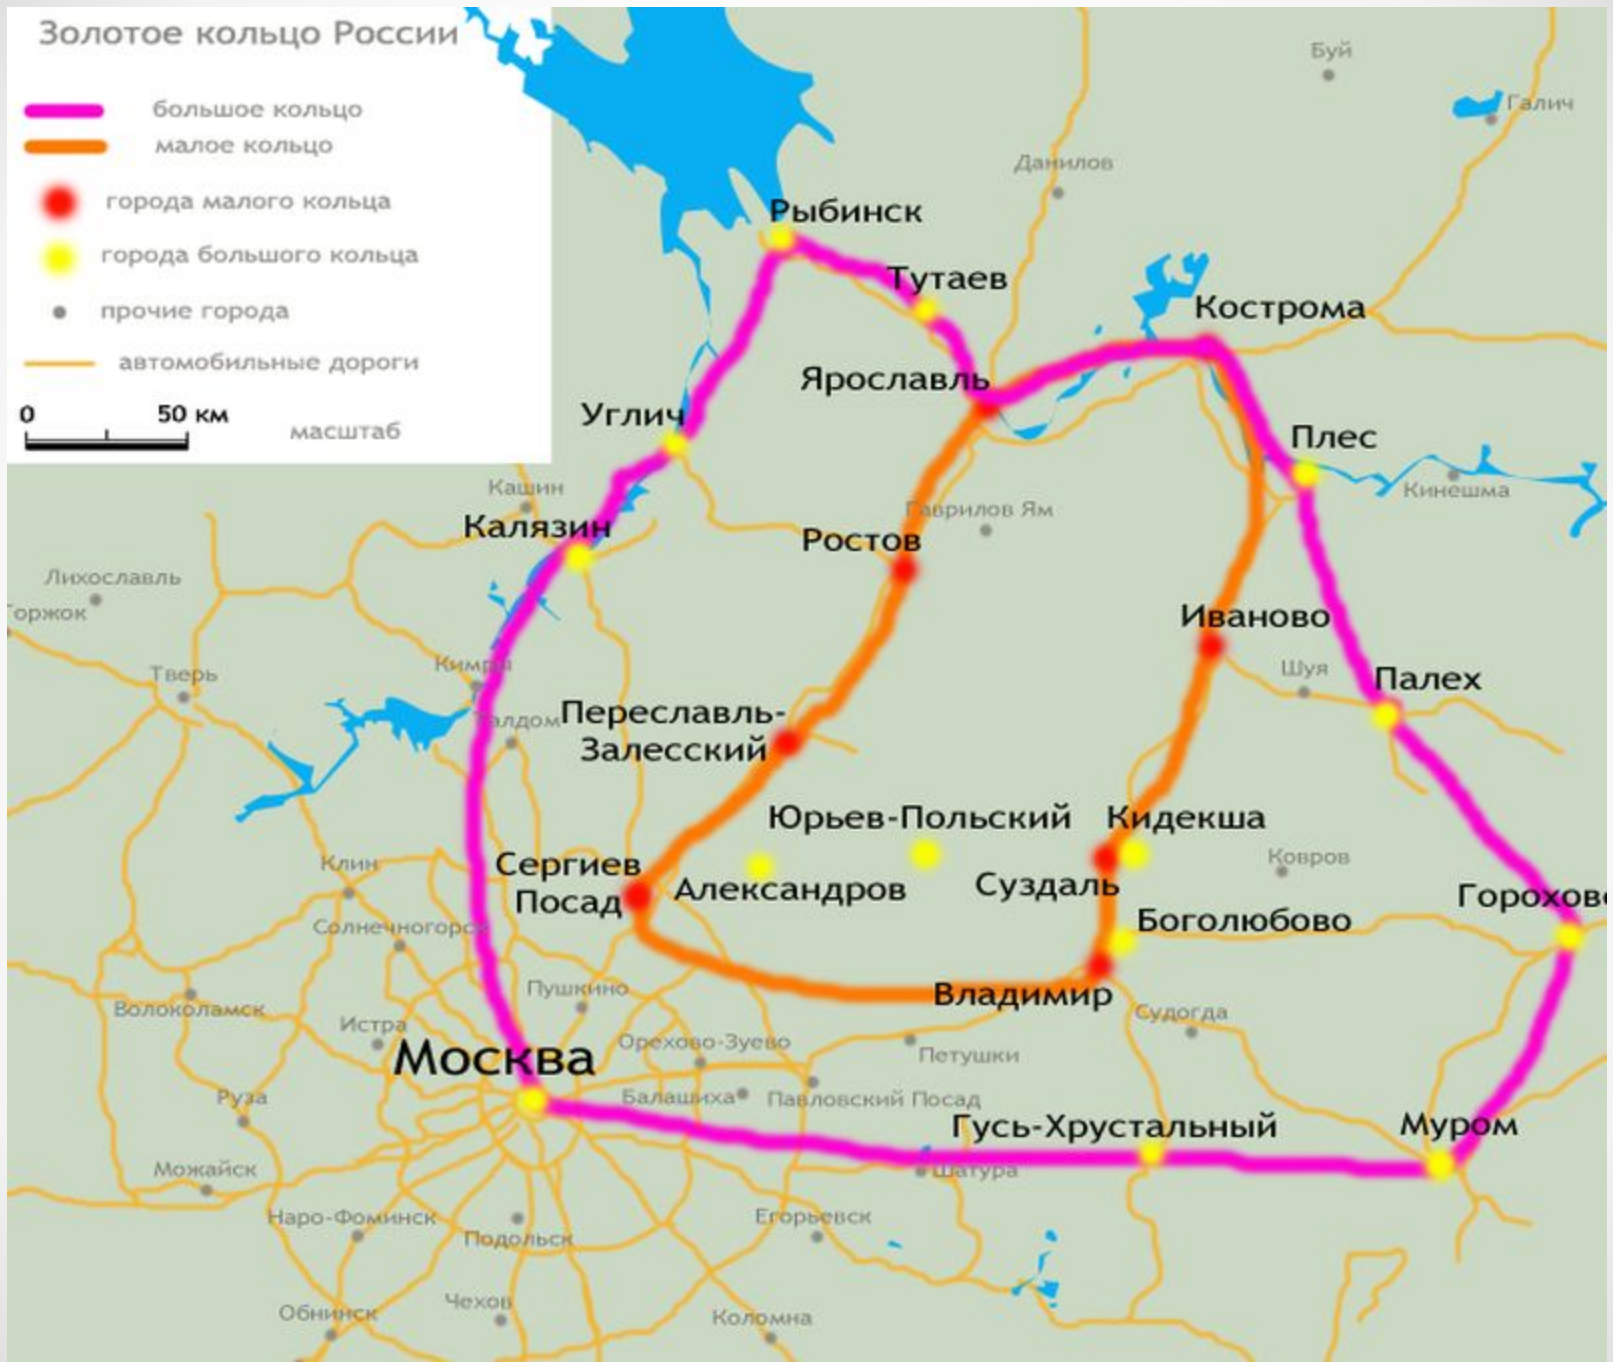 Золотое кольцо России
большое кольцо
малое кольцо
города малого кольца
города большого кольца
прочие города
автомобильные дороги
0 50 км
масштаб
Буй
Галич
Данилов
Рыбинск
Тутаев
Кострома
Ярославль
Углич
Плес
Кинешма
Кашин
Гаврилов Ям
Калязин
Ростов
Лихославль
Торжок
Иваново
Шуя
Тверь
Кимры
Палех
Талдом
Переславль-
Залесский
Юрьев-Польский
Кидекша
Ковров
Клин
Сергиев
Посад
Александров
Суздаль
Горохове
Боголюбово
Солнечногорск
Пушкино
Владимир
Волоколамск
Истра
Судогда
Москва
Орехово-Зуево
Петушки
Руза
Балашиха
Павловский Посад
Гусь-Хрустальный
Муром
Можайск
Шатура
Наро-Фоминск
Подольск
Егорьевск
Обнинск
Чехов
Коломна